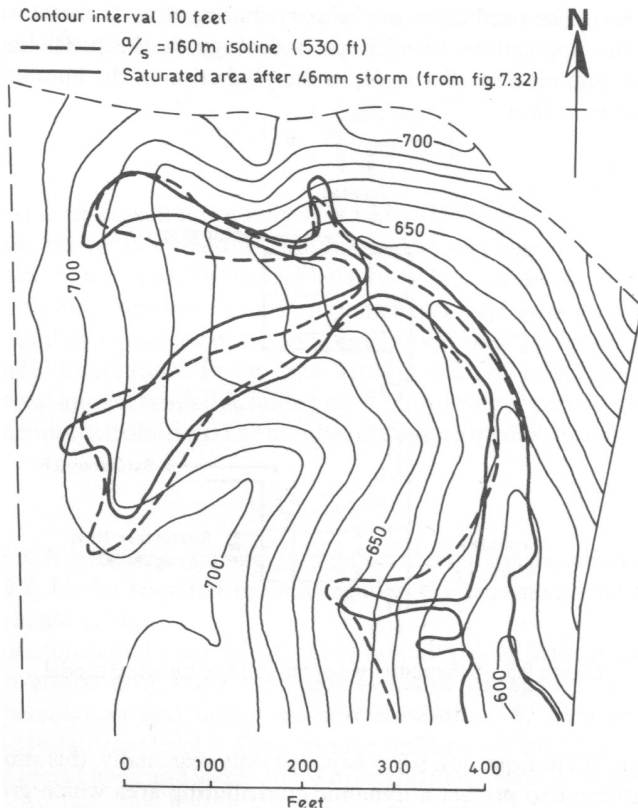 Contour interval 10 feet
a/s = 160 m isoline (530 ft)
Saturated area after 46mm storm (from fig. 7.32)
N
700
650
700
650
700
600
0 100 200 300 400
Feet